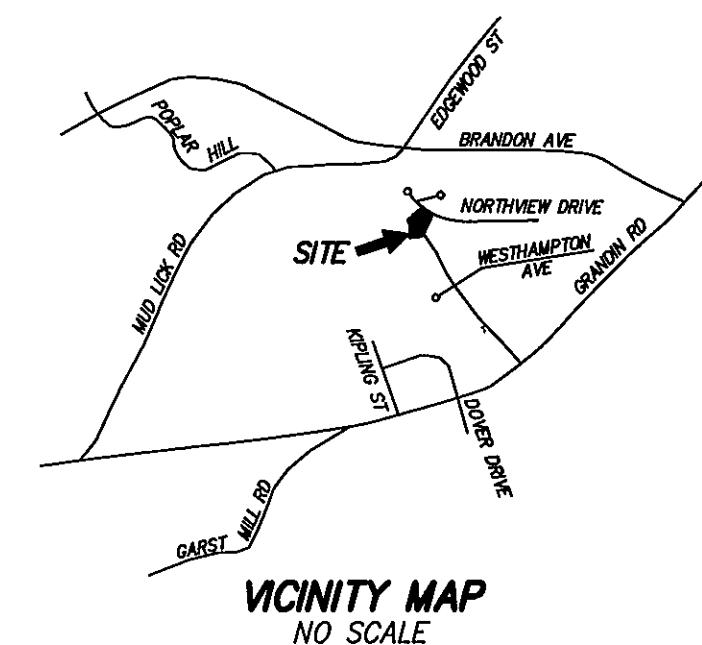 EDGEWOOD ST
POPLAR
HILL
BRANDON AVE
NORTHVIEW DRIVE
SITE
WESTHAMPTON
AVE
GRANDIN RD
MUD LICK RD
KIPLING ST
DOVER DRIVE
GARST MILL RD
VICINITY MAP
NO SCALE